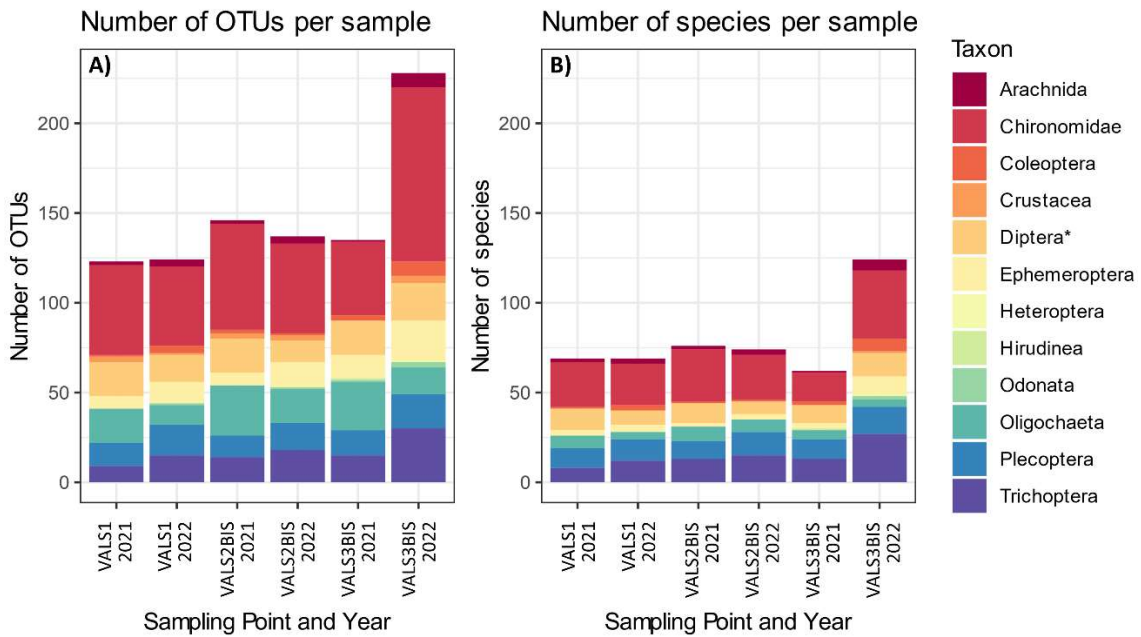 Number of OTUs per sample
A)
200
150
100
50
0
Number of OTUs
VALS1
2021
VALS1
2022
VALS2BIS
2021
VALS2BIS
2022
VALS3BIS
2021
VALS3BIS
2022
Sampling Point and Year
Number of species per sample
B)
200
150
100
50
0
Number of species
VALS1
2021
VALS1
2022
VALS2BIS
2021
VALS2BIS
2022
VALS3BIS
2021
VALS3BIS
2022
Sampling Point and Year
Taxon
Arachnida
Chironomidae
Coleoptera
Crustacea
Diptera*
Ephemeroptera
Heteroptera
Hirudinea
Odonata
Oligochaeta
Plecoptera
Trichoptera